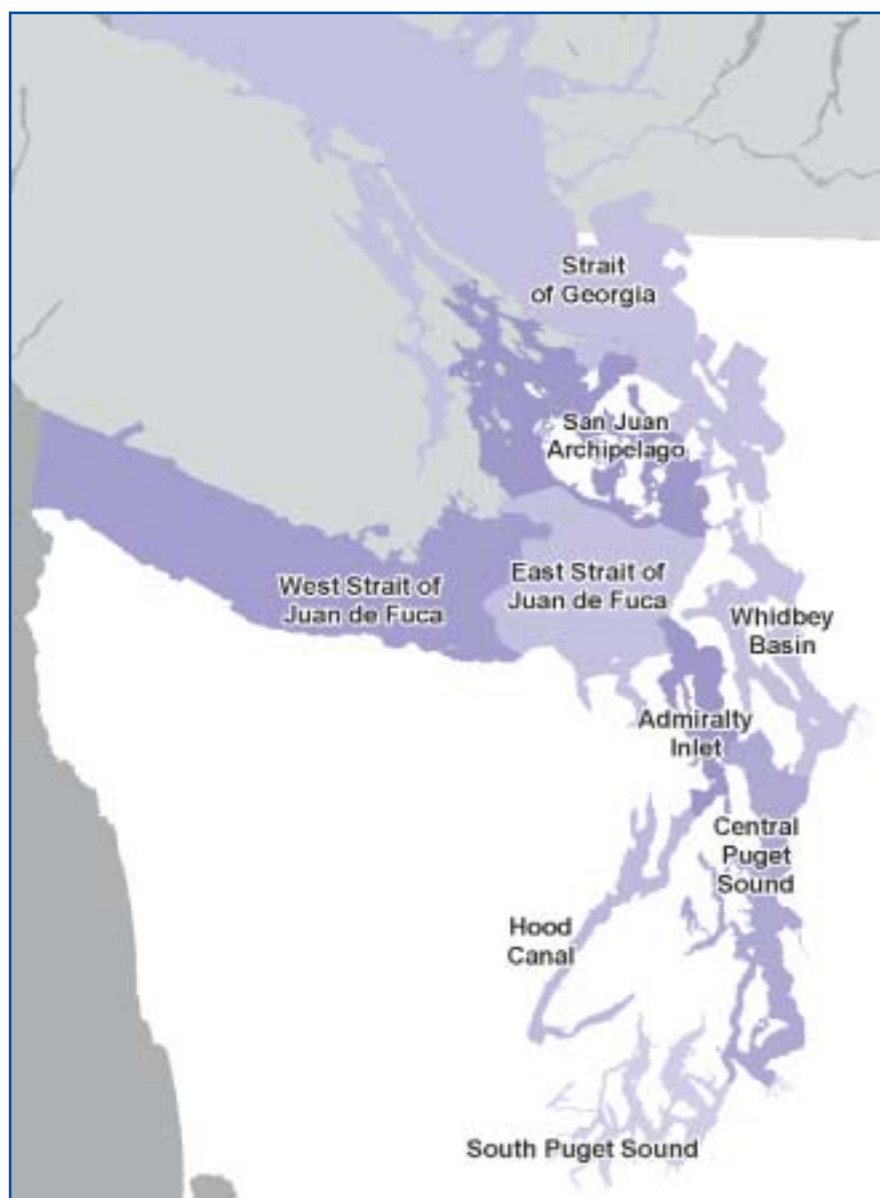 Strait
of Georgia
San Juan
Archipelago
East Strait of
Juan de Fuca
West Strait of
Juan de Fuca
Whidbey
Basin
Admiralty
Inlet
Central
Puget
Sound
Hood
Canal
South Puget Sound